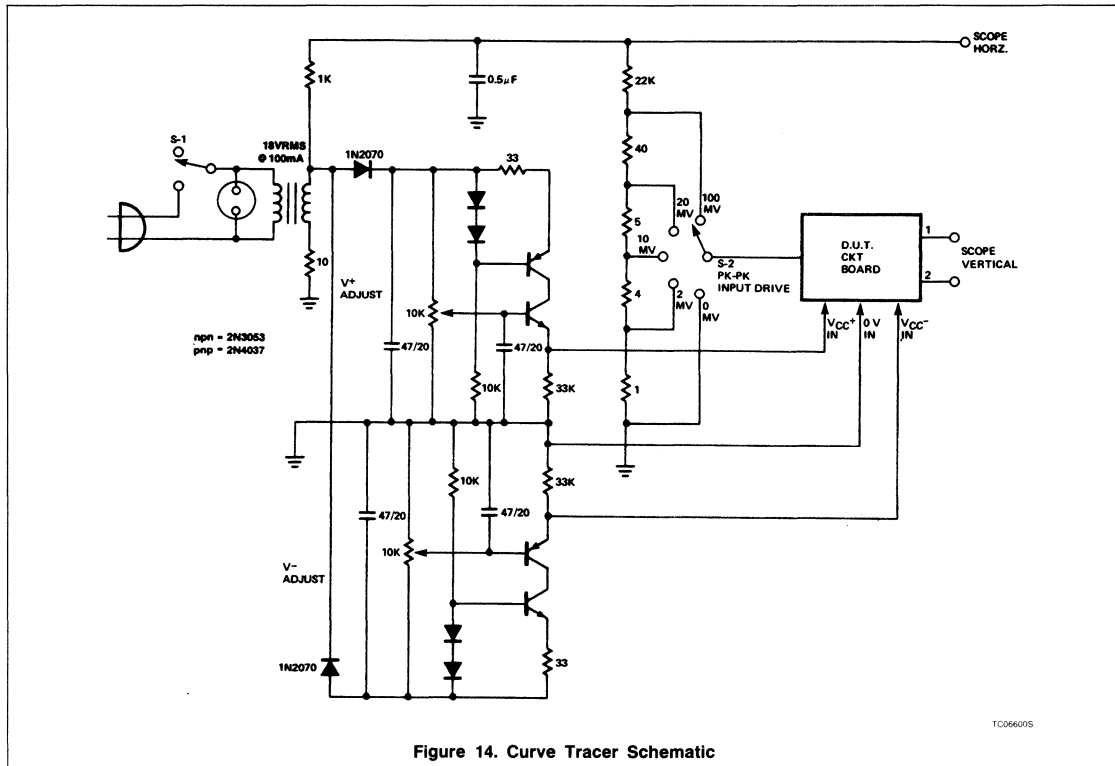 SCOPE
HORZ.
1K
0.5μF
22K
S-1
18VRMS
@ 100mA
1N2070
33
40
20
MV
100
MV
5
10
MV
S-2
PK-PK
INPUT DRIVE
4
2
MV
0
MV
D.U.T.
CKT
BOARD
1
2
SCOPE
VERTICAL
10
V+
ADJUST
10K
npn = 2N3053
pnp = 2N4037
47/20
10K
47/20
33K
1
VCC+
IN
0 V
IN
VCC-
IN
33K
10K
47/20
47/20
10K
V-
ADJUST
1N2070
33
TC06600S
Figure 14. Curve Tracer Schematic